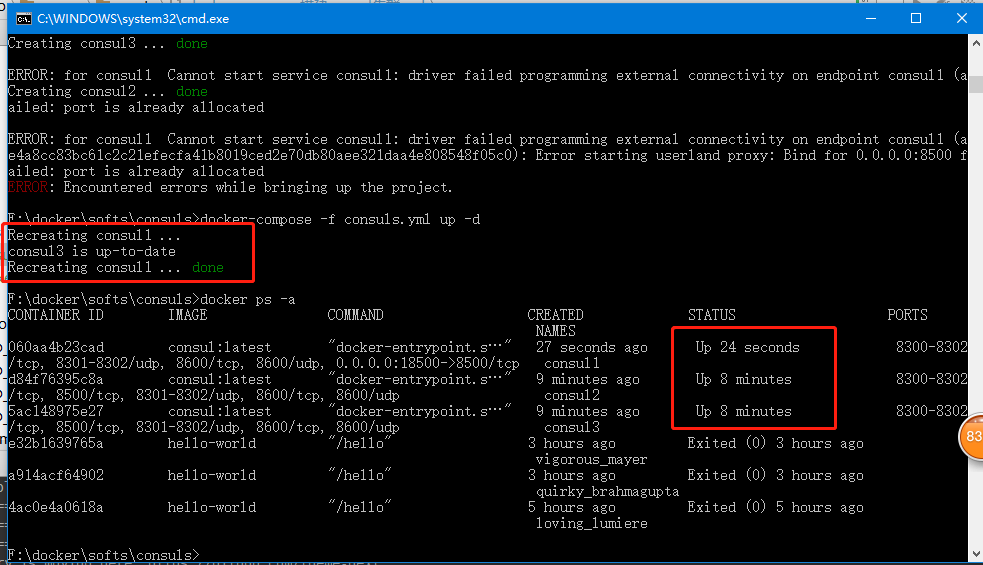 C:\WINDOWS\system32\cmd.exe
Creating consul3 ... done
ERROR: for consul1  Cannot start service consul1: driver failed programming external connectivity on endpoint consul1 (a
Creating consul2 ... done
ailed: port is already allocated
ERROR: for consul1  Cannot start service consul1: driver failed programming external connectivity on endpoint consul1 (a
e4a8cc83bc61c2c21efecfa41b8019ced2e70db80aee321daa4e808548f05c0): Error starting userland proxy: Bind for 0.0.0.0:8500 f
ailed: port is already allocated
ERROR: Encountered errors while bringing up the project.
F:\docker\softs\consuls>docker-compose -f consuls.yml up -d
Recreating consul1 ...
consul3 is up-to-date
Recreating consul1 ... done
F:\docker\softs\consuls>docker ps -a
CONTAINER ID        IMAGE               COMMAND                  CREATED             STATUS                   PORTS
NAMES
060aa4b23cad        consul:latest       "docker-entrypoint.s…"   27 seconds ago      Up 24 seconds            8300-8302
/tcp, 8301-8302/udp, 8600/tcp, 8600/udp, 0.0.0.0:18500->8500/tcp   consul1
d84f76395c8a        consul:latest       "docker-entrypoint.s…"   9 minutes ago       Up 8 minutes             8300-8302
/tcp, 8500/tcp, 8301-8302/udp, 8600/tcp, 8600/udp                  consul2
5ac148975e27        consul:latest       "docker-entrypoint.s…"   9 minutes ago       Up 8 minutes             8300-8302
/tcp, 8500/tcp, 8301-8302/udp, 8600/tcp, 8600/udp                  consul3
e32b1639765a        hello-world         "/hello"                 3 hours ago         Exited (0) 3 hours ago
vigorous_mayer
a914acf64902        hello-world         "/hello"                 3 hours ago         Exited (0) 3 hours ago
quirky_brahmagupta
4ac0e4a0618a        hello-world         "/hello"                 5 hours ago         Exited (0) 5 hours ago
loving_lumiere
F:\docker\softs\consuls>
83